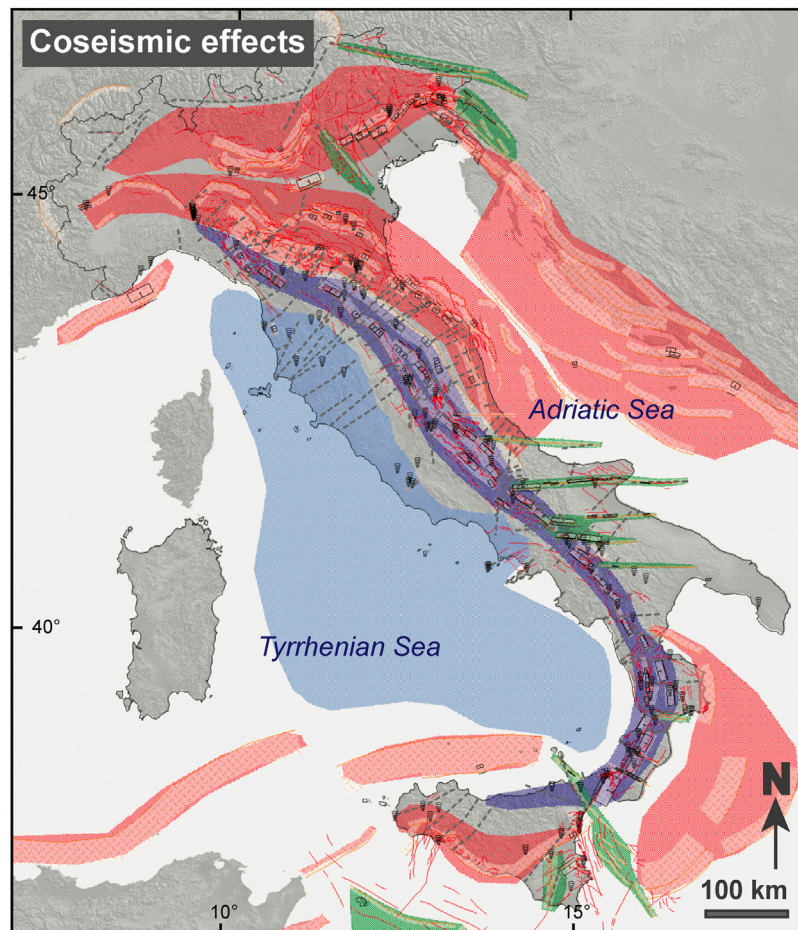 Coseismic effects
45°
Adriatic Sea
40°
Tyrrhenian Sea
N
100 km
10°
15°